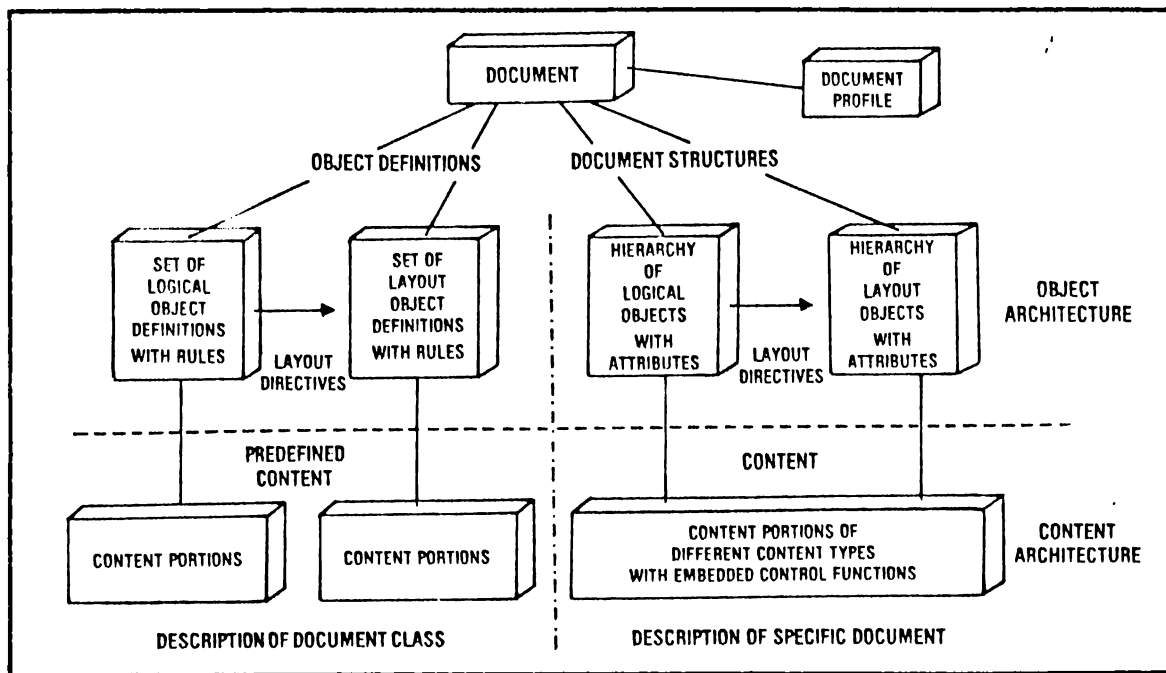 DOCUMENT
DOCUMENT
PROFILE
OBJECT DEFINITIONS
DOCUMENT STRUCTURES
SET OF
LOGICAL
OBJECT
DEFINITIONS
WITH RULES
LAYOUT
DIRECTIVES
SET OF
LAYOUT
OBJECT
DEFINITIONS
WITH RULES
HIERARCHY
OF
LOGICAL
OBJECTS
WITH
ATTRIBUTES
LAYOUT
DIRECTIVES
HIERARCHY
OF
LAYOUT
OBJECTS
WITH
ATTRIBUTES
OBJECT
ARCHITECTURE
PREDEFINED
CONTENT
CONTENT
CONTENT PORTIONS
CONTENT PORTIONS
CONTENT PORTIONS OF
DIFFERENT CONTENT TYPES
WITH EMBEDDED CONTROL FUNCTIONS
CONTENT
ARCHITECTURE
DESCRIPTION OF DOCUMENT CLASS
DESCRIPTION OF SPECIFIC DOCUMENT